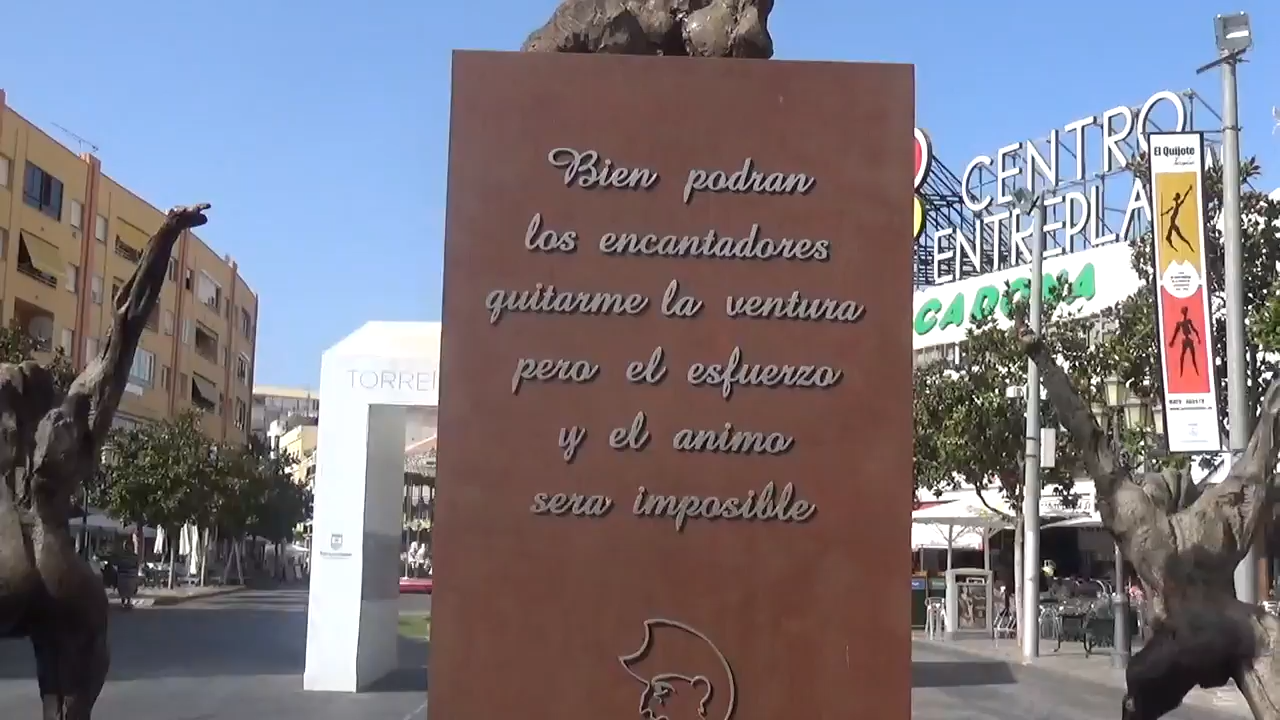 Bien podran
los encantadores
quitarme la ventura
pero el esfuerzo
y el animo
sera imposible
TORRE
CENTRO
ENTREPLA
CADONA
El Quijote